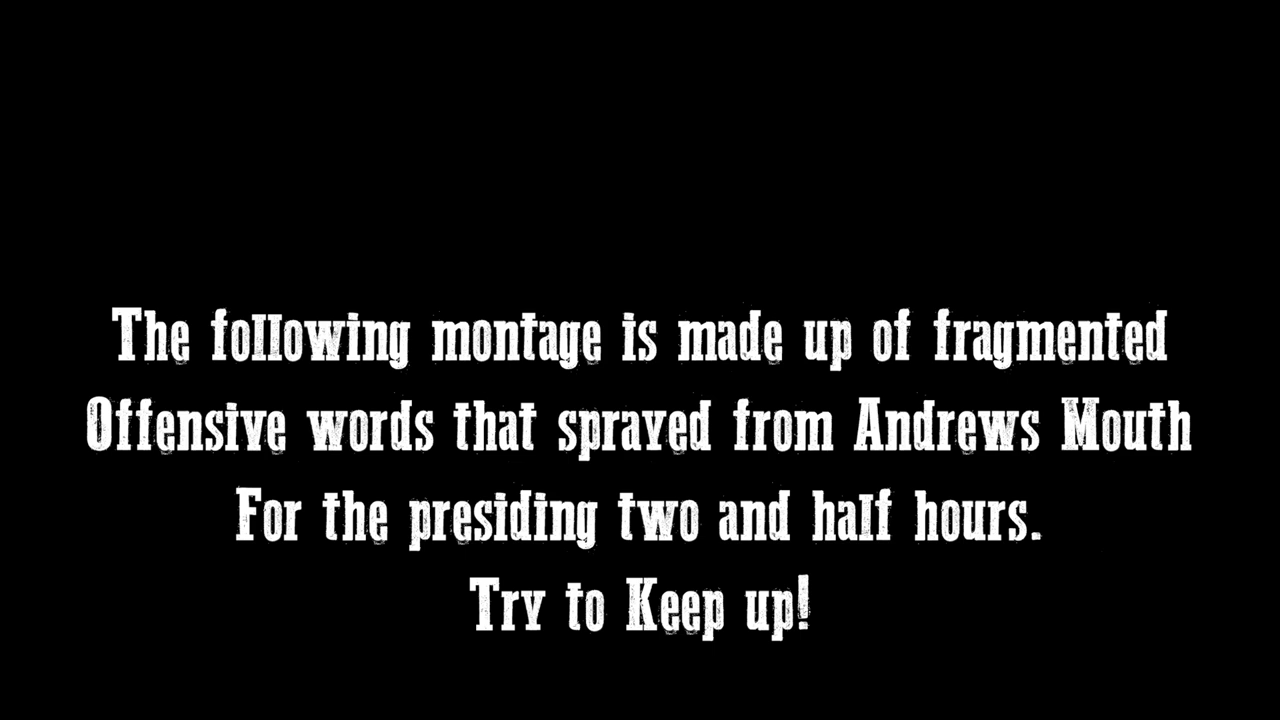 The following montage is made up of fragmented
Offensive words that sprayed from Andrews Mouth
For the presiding two and half hours.
Try to Keep up!